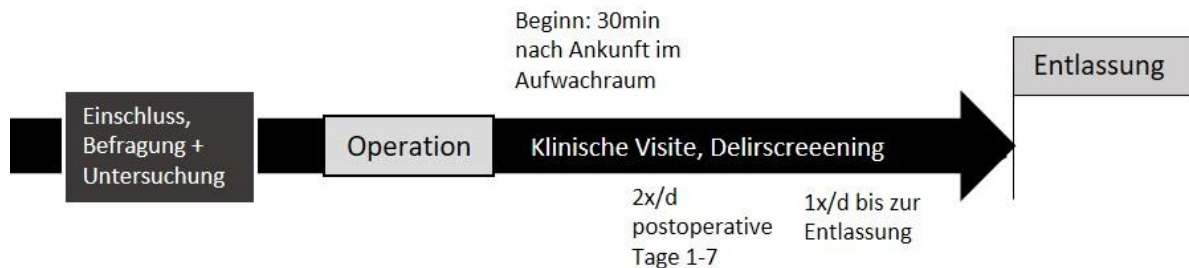 Beginn: 30min
nach Ankunft im
Aufwachraum
Entlassung
Einschluss,
Befragung +
Untersuchung
Operation
Klinische Visite, Delirscreeening
2x/d
postoperative
Tage 1-7
1x/d bis zur
Entlassung